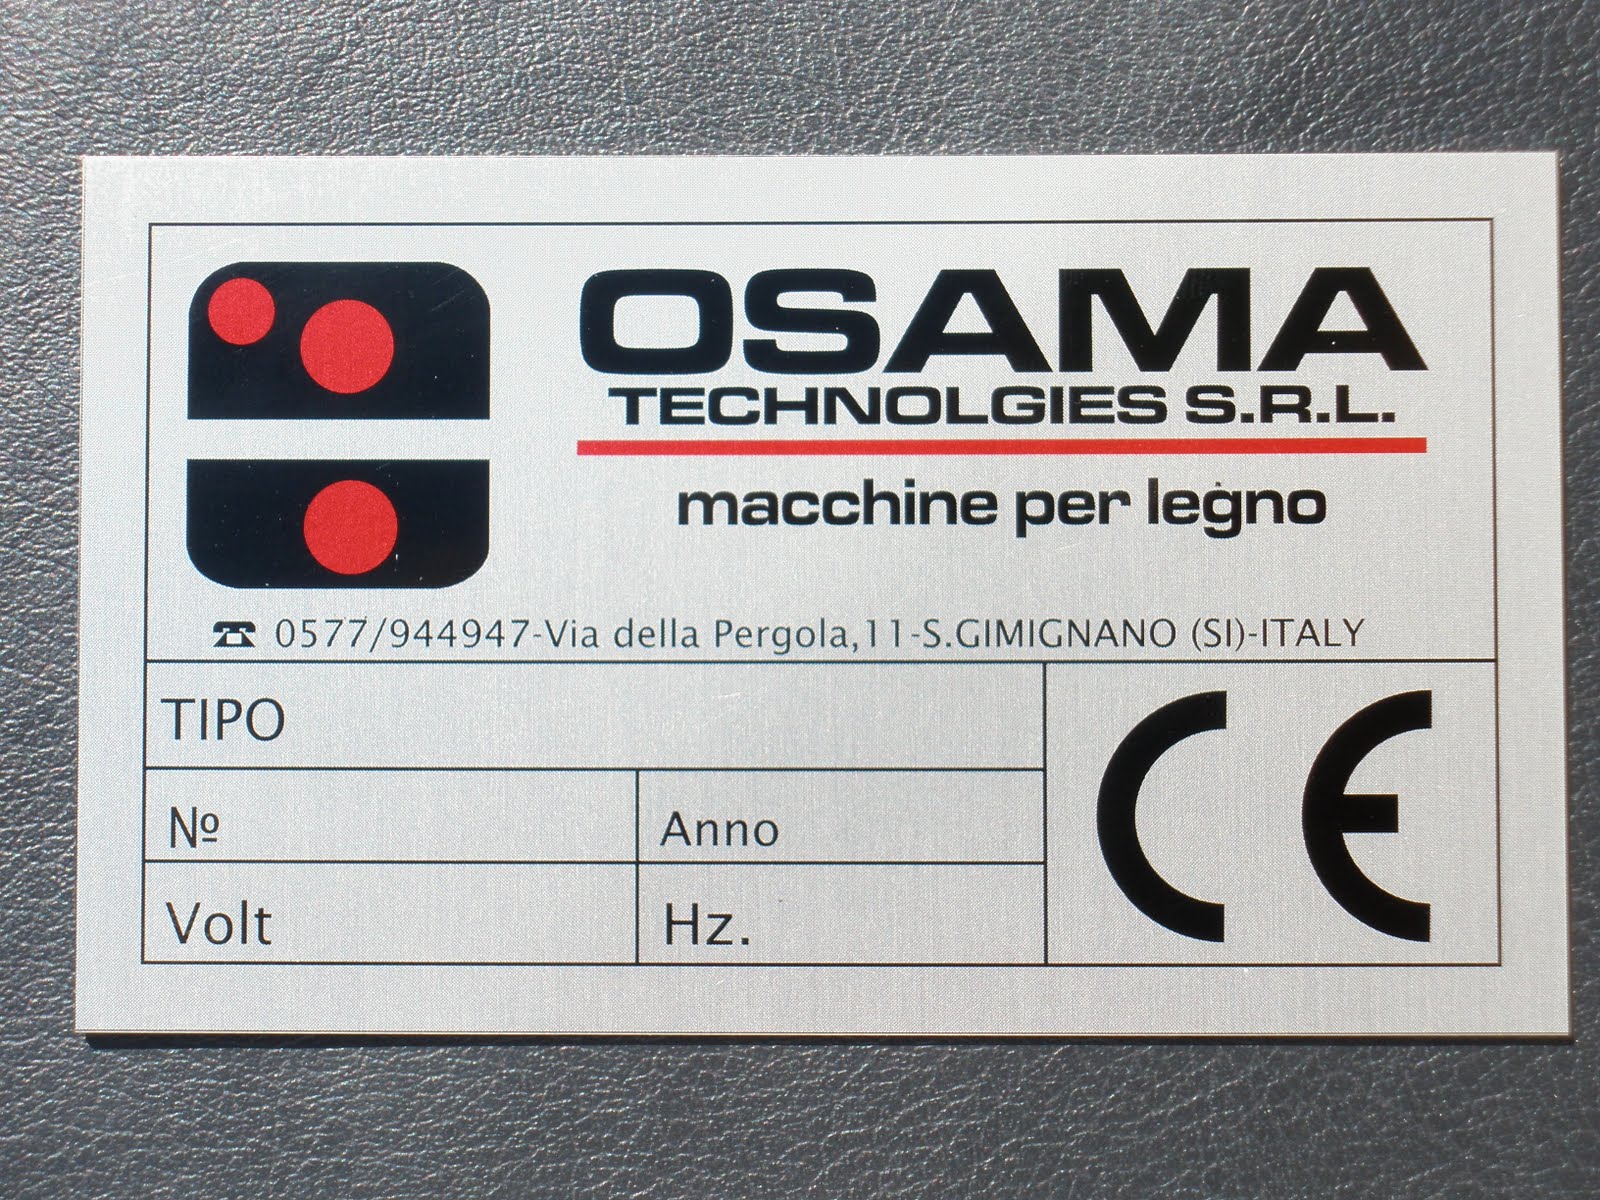 OSAMA
TECHNOLGIES S.R.L.
macchine per legno
☎ 0577/944947-Via della Pergola,11-S.GIMIGNANO (SI)-ITALY
TIPO
Nº Anno
Volt Hz.
CE